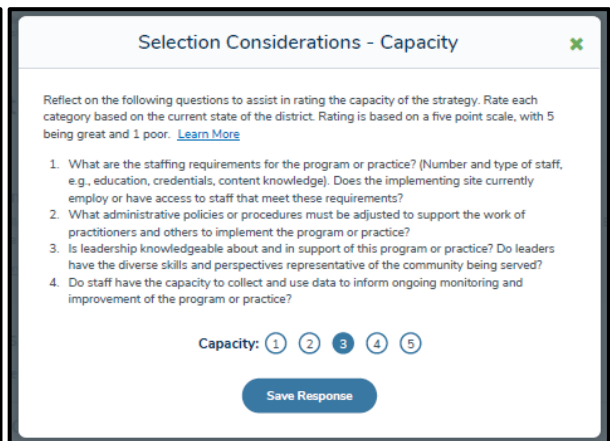 Selection Considerations - Capacity
Reflect on the following questions to assist in rating the capacity of the strategy. Rate each
category based on the current state of the district. Rating is based on a five point scale, with 5
being great and 1 poor. Learn More
1. What are the staffing requirements for the program or practice? (Number and type of staff,
e.g., education, credentials, content knowledge). Does the implementing site currently
employ or have access to staff that meet these requirements?
2. What administrative policies or procedures must be adjusted to support the work of
practitioners and others to implement the program or practice?
3. Is leadership knowledgeable about and in support of this program or practice? Do leaders
have the diverse skills and perspectives representative of the community being served?
4. Do staff have the capacity to collect and use data to inform ongoing monitoring and
improvement of the program or practice?
Capacity: 1 2 3 4 5
Save Response